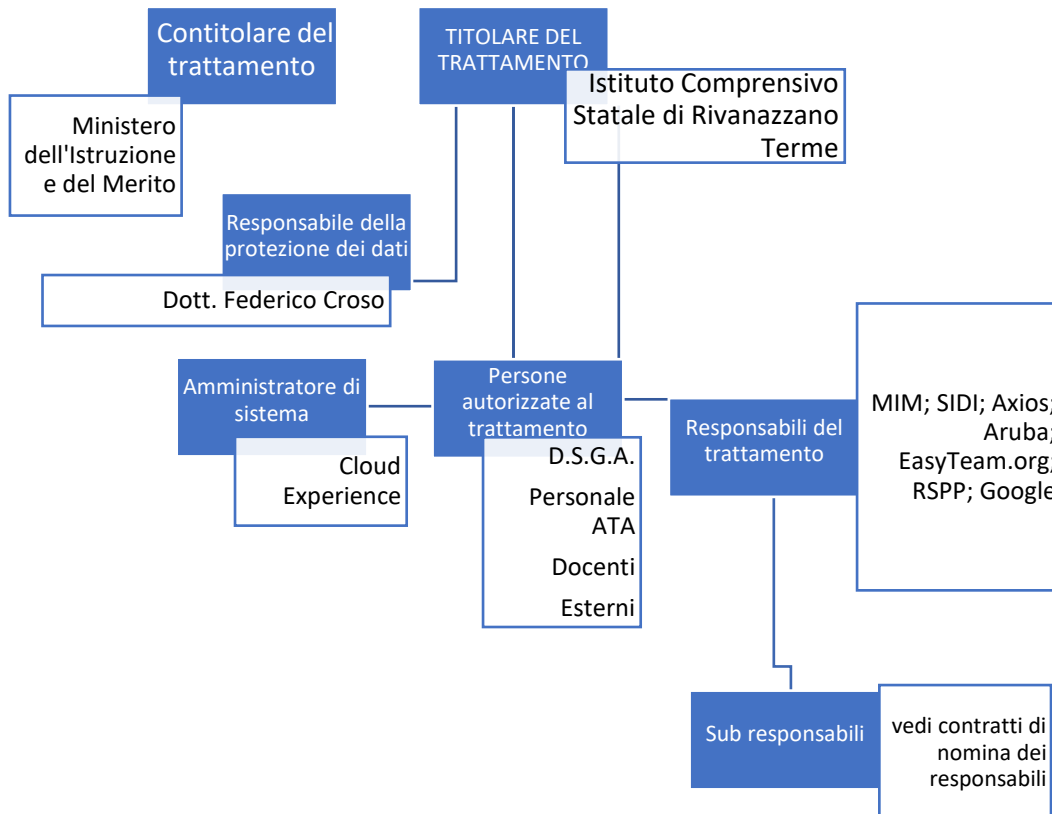 Contitolare del
trattamento
Ministero
dell'Istruzione
e del Merito
TITOLARE DEL
TRATTAMENTO
Istituto Comprensivo
Statale di Rivanazzano
Terme
Responsabile della
protezione dei dati
Dott. Federico Croso
Amministratore di
sistema
Cloud
Experience
Persone
autorizzate al
trattamento
D.S.G.A.
Personale
ATA
Docenti
Esterni
Responsabili del
trattamento
MIM; SIDI; Axios;
Aruba;
EasyTeam.org;
RSPP; Google
Sub responsabili
vedi contratti di
nomina dei
responsabili